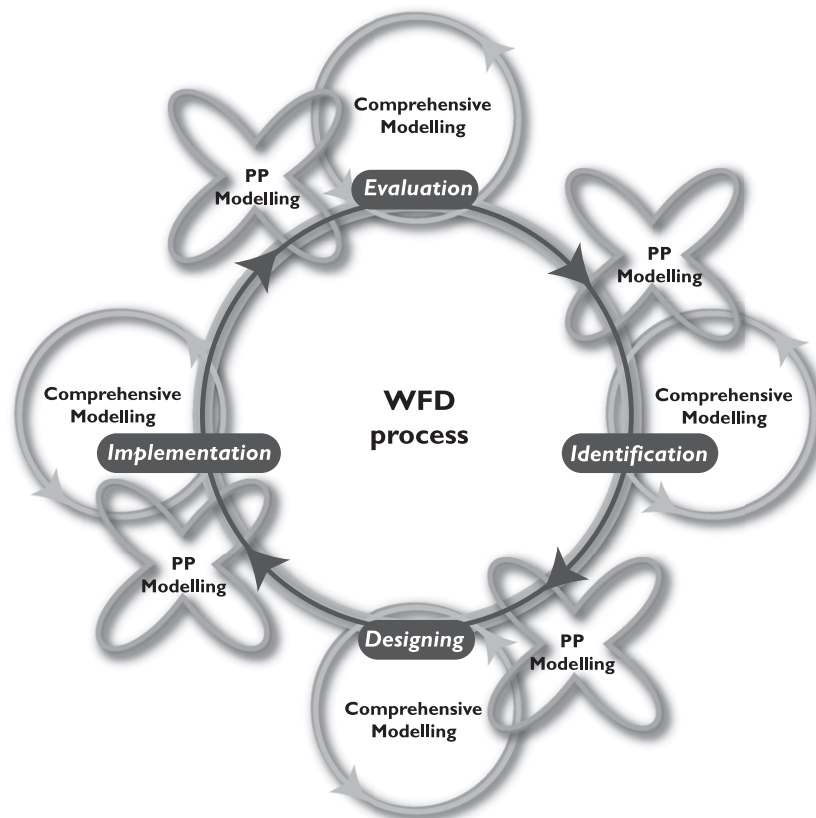 Comprehensive
Modelling
PP
Modelling
Evaluation
PP
Modelling
Comprehensive
Modelling
WFD
process
Comprehensive
Modelling
Implementation
Identification
PP
Modelling
Designing
PP
Modelling
Comprehensive
Modelling